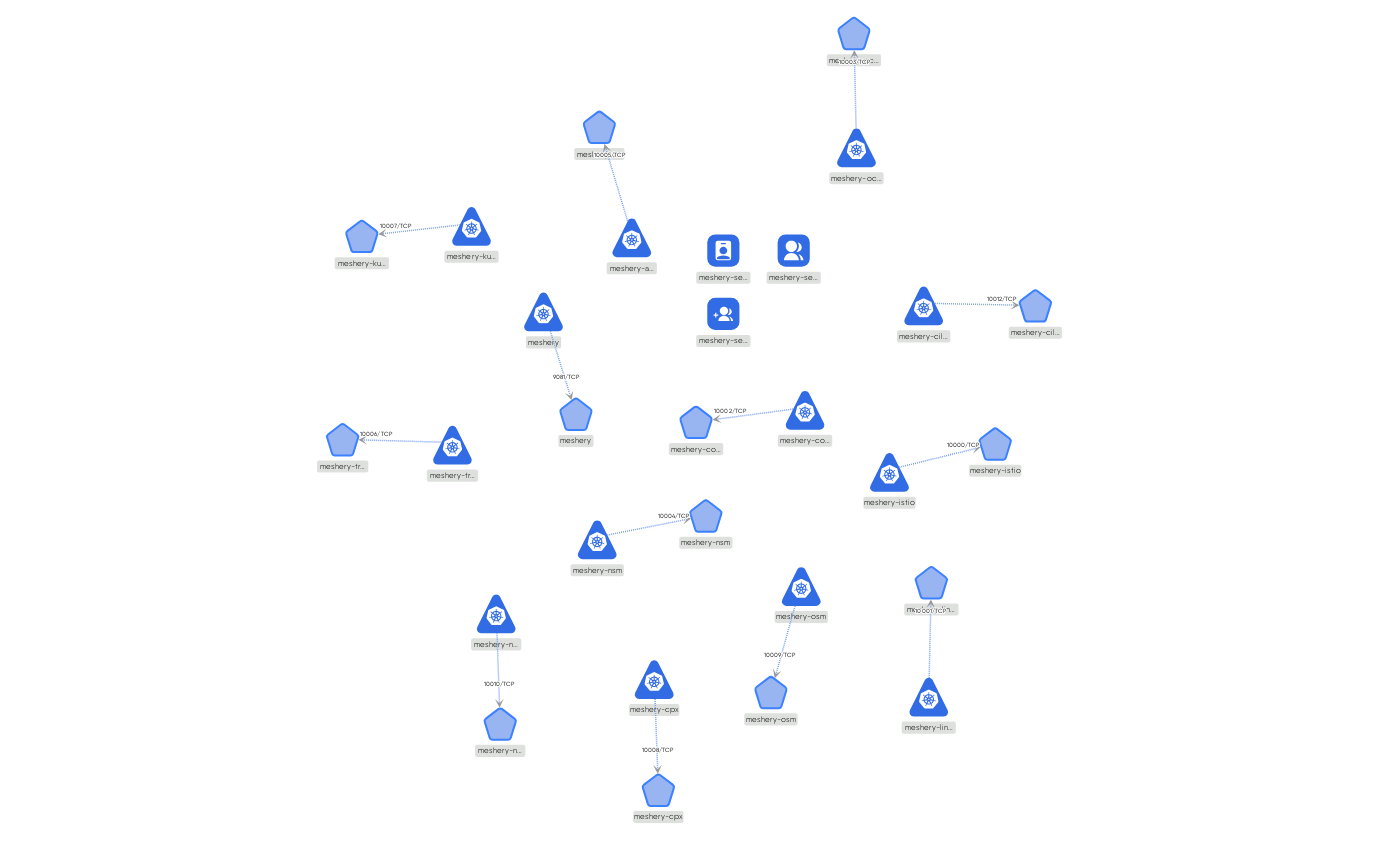 10003/TCP
meshery-oc...
10005/TCP
meshery-a...
10007/TCP
meshery-ku...
meshery-ku...
meshery-se...
meshery-se...
meshery-se...
10012/TCP
meshery-cil...
meshery-cil...
meshery
9081/TCP
meshery
10002/TCP
meshery-co...
meshery-co...
10006/TCP
meshery-tr...
meshery-tr...
10000/TCP
meshery-istio
meshery-istio
10004/TCP
meshery-nsm
meshery-nsm
meshery-osm
10009/TCP
meshery-osm
10001/TCP
meshery-lin...
meshery-n...
10010/TCP
meshery-n...
meshery-cpx
10008/TCP
meshery-cpx